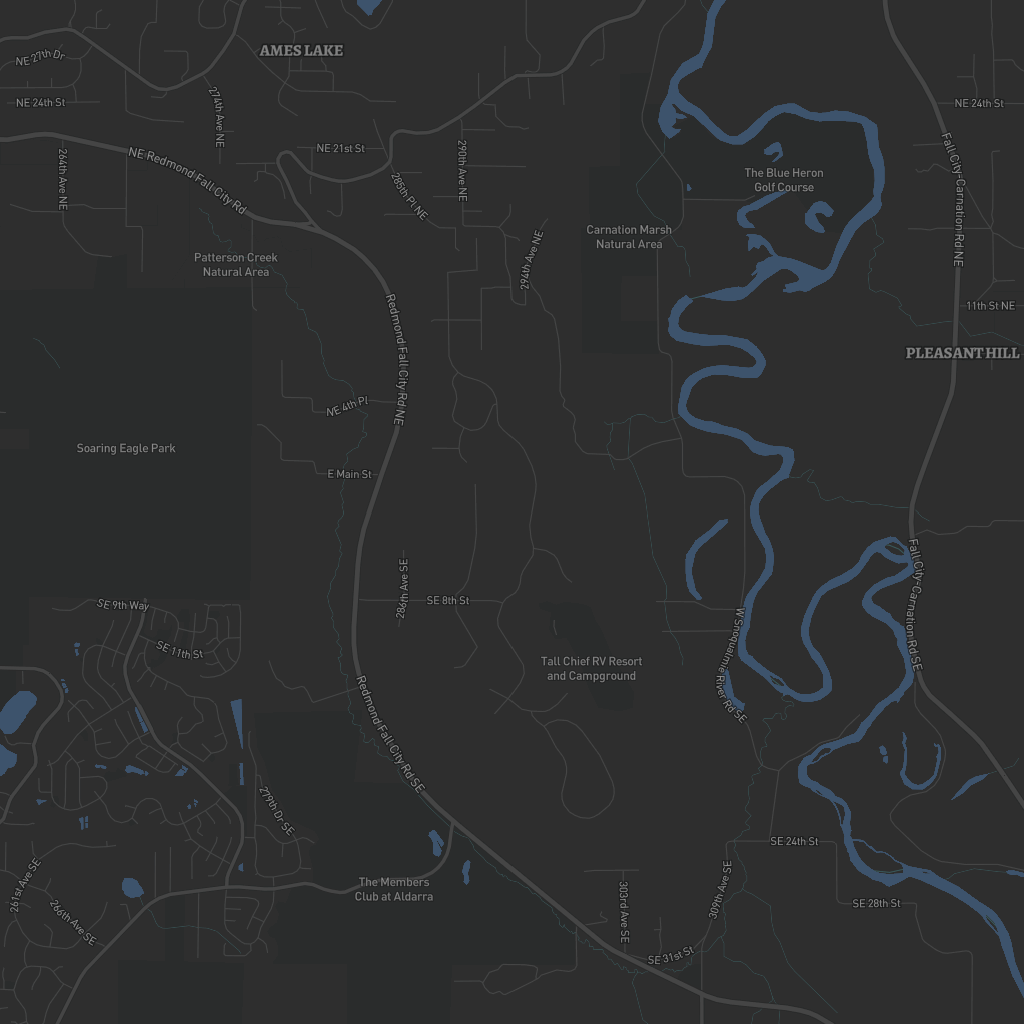 AMES LAKE
NE 27th Dr
NE 24th St
274th Ave NE
NE 24th St
264th Ave NE
NE Redmond Fall City Rd
NE 21st St
290th Ave NE
285th Pl NE
Fall City-Carnation Rd NE
The Blue Heron
Golf Course
Carnation Marsh
Natural Area
294th Ave NE
Patterson Creek
Natural Area
11th St NE
Redmond Fall City Rd NE
PLEASANT HILL
NE 4th Pl
Soaring Eagle Park
E Main St
286th Ave SE
SE 8th St
SE 9th Way
SE 11th St
Fall City-Carnation Rd SE
W Snoqualmie
River Rd SE
Tall Chief RV Resort
and Campground
Redmond Fall City Rd SE
279th Dr SE
SE 24th St
The Members
Club at Aldarra
261st Ave SE
266th Ave SE
303rd Ave SE
309th Ave SE
SE 28th St
SE 31st St